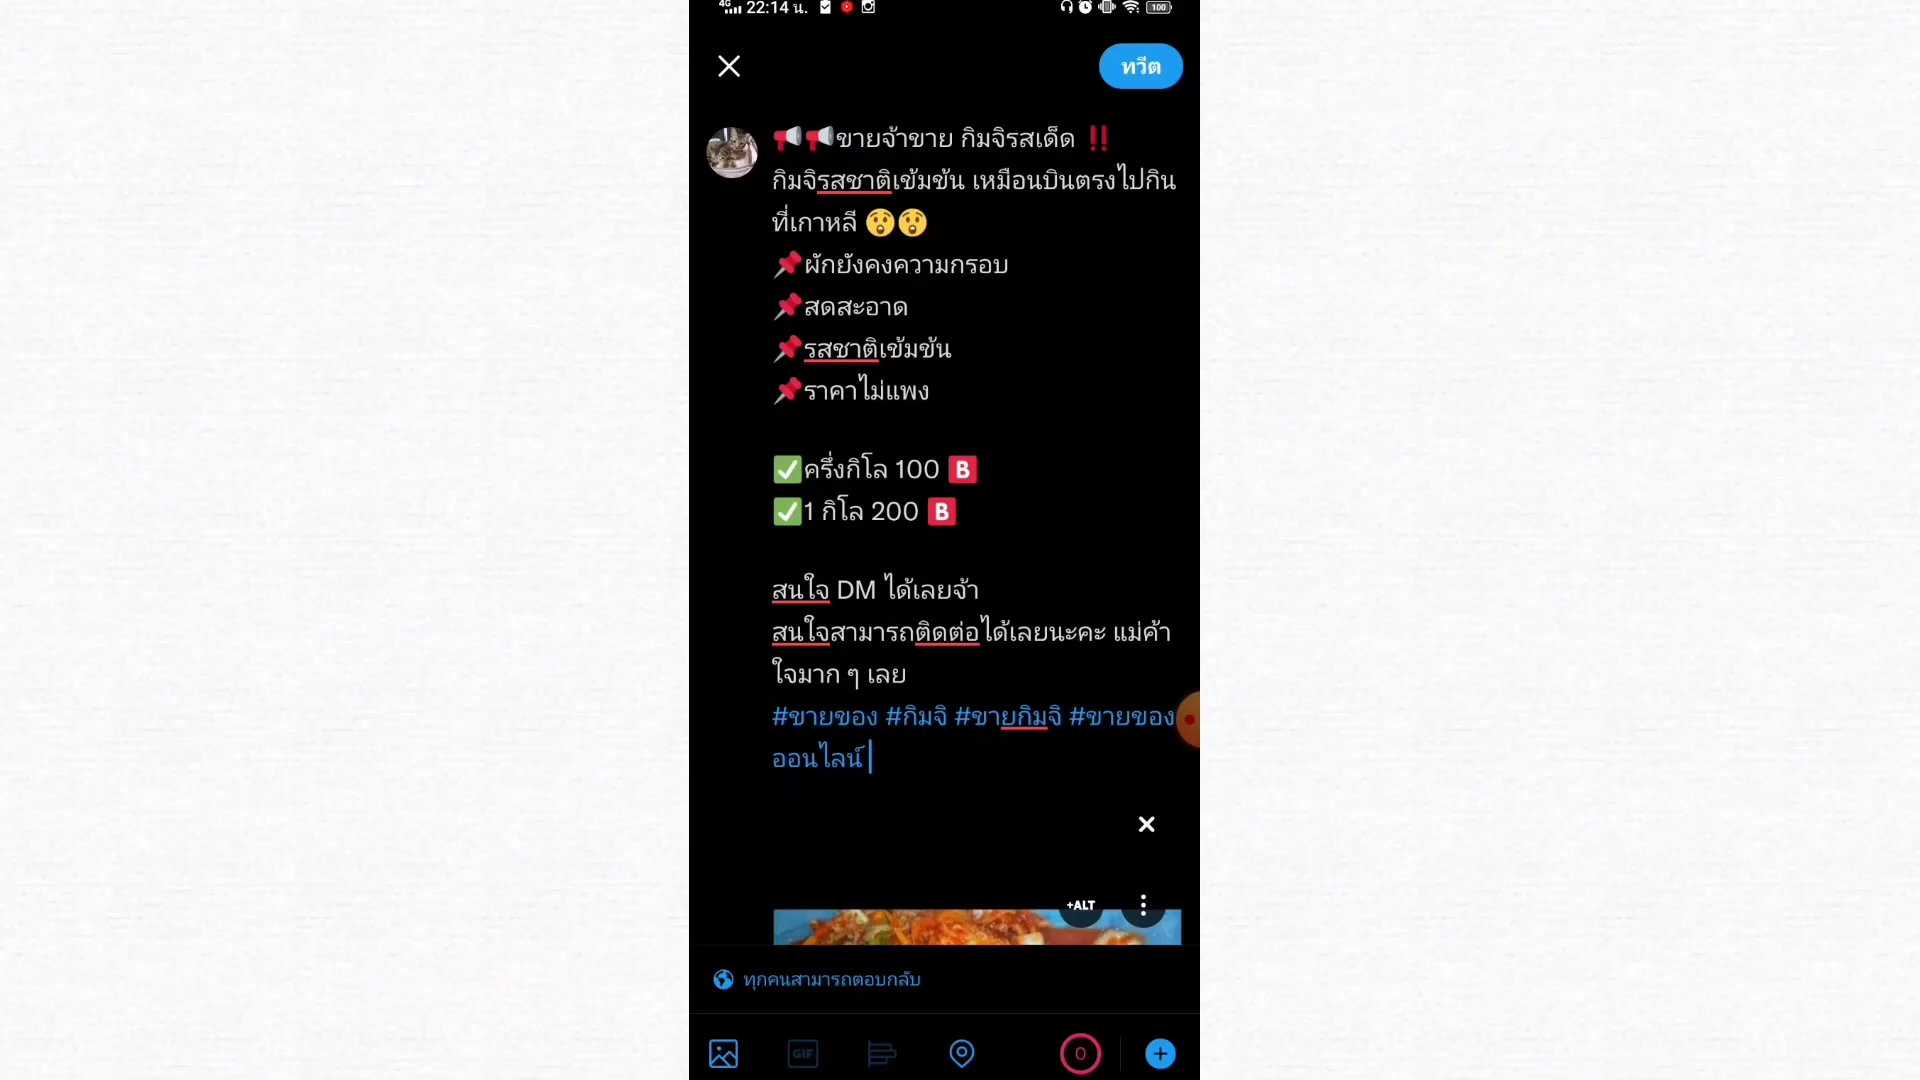 4G 22:14 น. 100
ทวีต
📢📢ขายจ้าขาย กิมจิรสเด็ด ‼️
กิมจิรสชาติเข้มข้น เหมือนบินตรงไปกิน
ที่เกาหลี 😲😲
📌ผักยังคงความกรอบ
📌สดสะอาด
📌รสชาติเข้มข้น
📌ราคาไม่แพง
✅ครึ่งกิโล 100 🅱️
✅1 กิโล 200 🅱️
สนใจ DM ได้เลยจ้า
สนใจสามารถติดต่อได้เลยนะคะ แม่ค้า
ใจมาก ๆ เลย
#ขายของ #กิมจิ #ขายกิมจิ #ขายของ
ออนไลน์
+ALT
ทุกคนสามารถตอบกลับ
GIF 0